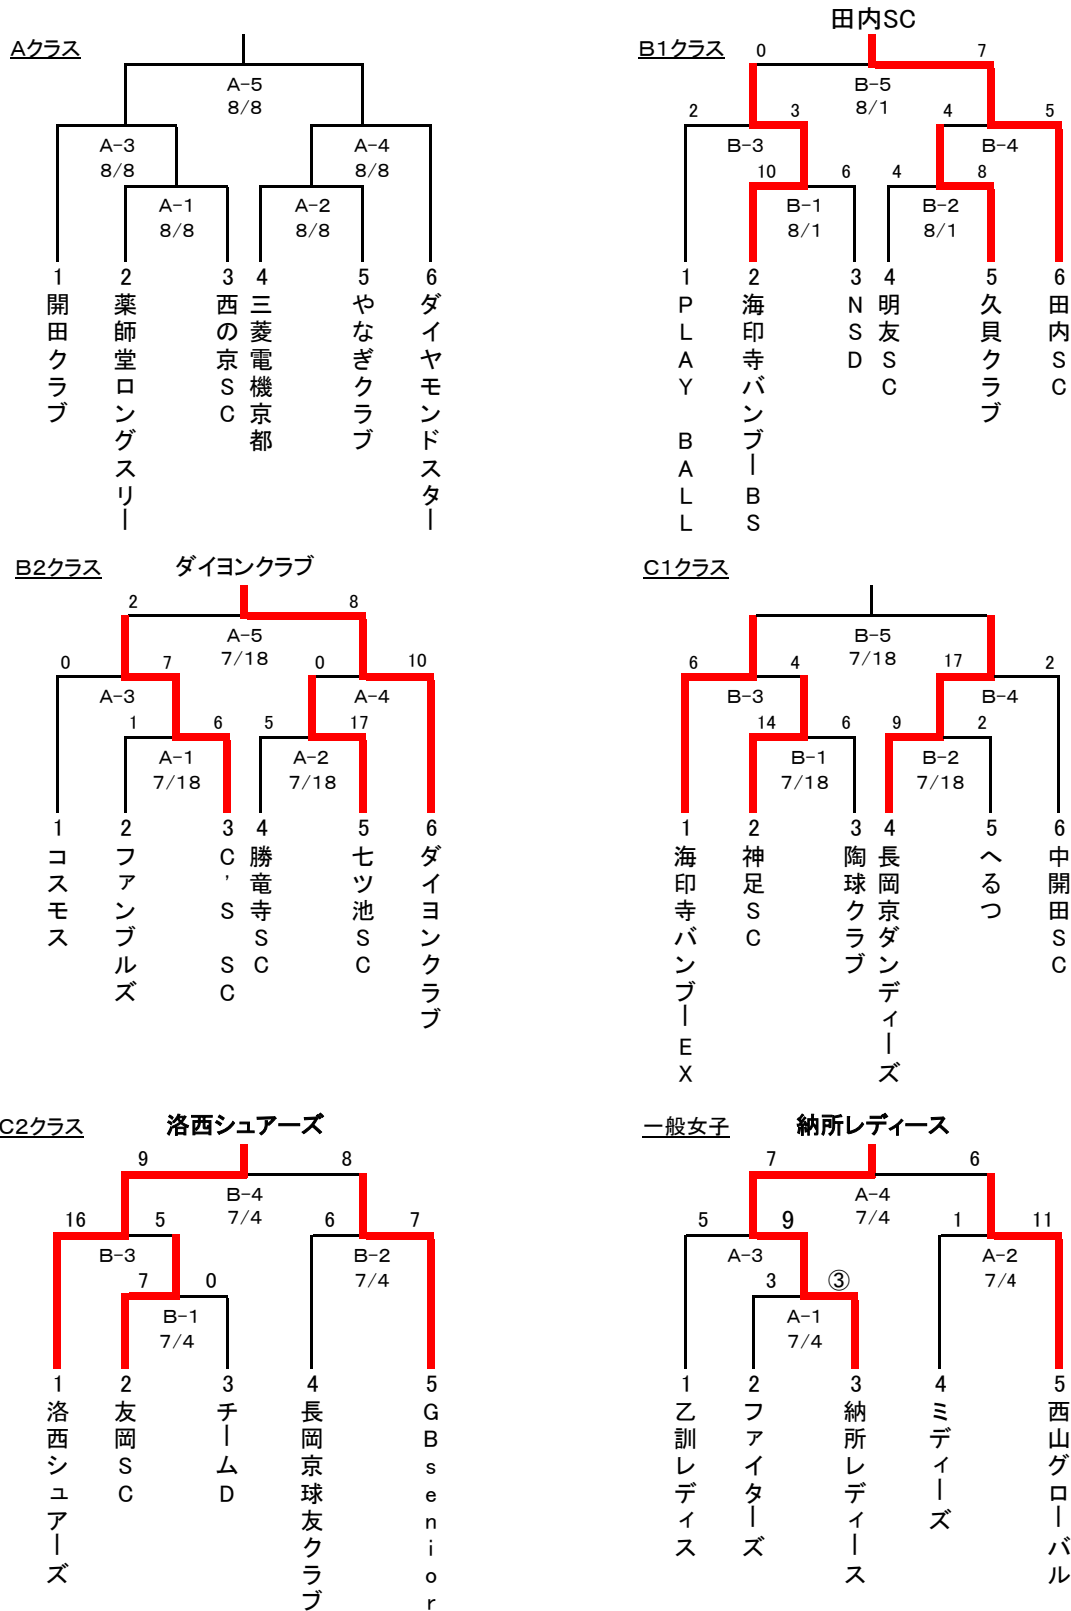 Aクラス
A-5
8/8
A-3
8/8
A-4
8/8
A-1
8/8
A-2
8/8
1 2 3 4 5 6
開田クラブ
薬師堂ロングスリー
西の京SC
三菱電機京都
やなぎクラブ
ダイヤモンドスター
田内SC
B1クラス
0 7
B-5
8/1
2 3 4 5
B-3
B-4
10 6 4 8
B-1
8/1
B-2
8/1
1 2 3 4 5 6
PLAY BALL
海印寺バンブーBS
NSD
明友SC
久貝クラブ
田内SC
B2クラス
ダイヨンクラブ
2 8
A-5
7/18
0 7 0 10
A-3
A-4
1 6 5 17
A-1
7/18
A-2
7/18
1 2 3 4 5 6
コスモス
ファンブルズ
C'S SC
勝竜寺SC
七ツ池SC
ダイヨンクラブ
C1クラス
B-5
7/18
6 4 17 2
B-3
B-4
14 6 9 2
B-1
7/18
B-2
7/18
1 2 3 4 5 6
海印寺バンブーEX
神足SC
陶球クラブ
長岡京ダンディーズ
へるつ
中開田SC
C2クラス
洛西シュアーズ
9 8
B-4
7/4
16 5 6 7
B-3
B-2
7/4
7 0
B-1
7/4
1 2 3 4 5
洛西シュアーズ
友岡SC
チームD
長岡京球友クラブ
GBsenior
一般女子
納所レディース
7 6
A-4
7/4
5 9 1 11
A-3
A-2
7/4
3 ③
A-1
7/4
1 2 3 4 5
乙訓レディス
ファイターズ
納所レディース
ミディーズ
西山グローバル